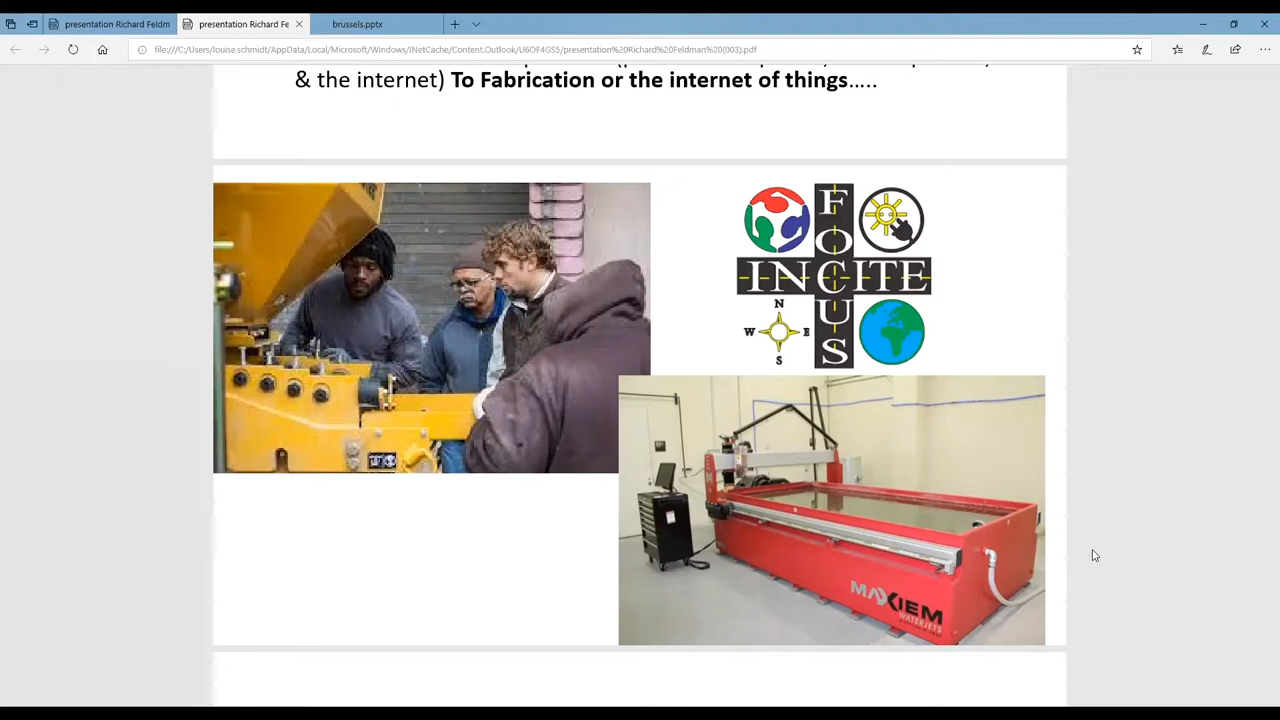 presentation Richard Feldm
presentation Richard Fe
brussels.pptx
file:///C:/Users/louise.schmidt/AppData/Local/Microsoft/Windows/INetCache/Content.Outlook/U6OF4GS5/presentation%20Richard%20Feldman%20(003).pdf
& the internet) To Fabrication or the internet of things…..
FOCUS
INCITE
N
W E
S
MAXIEM
WATERJETS